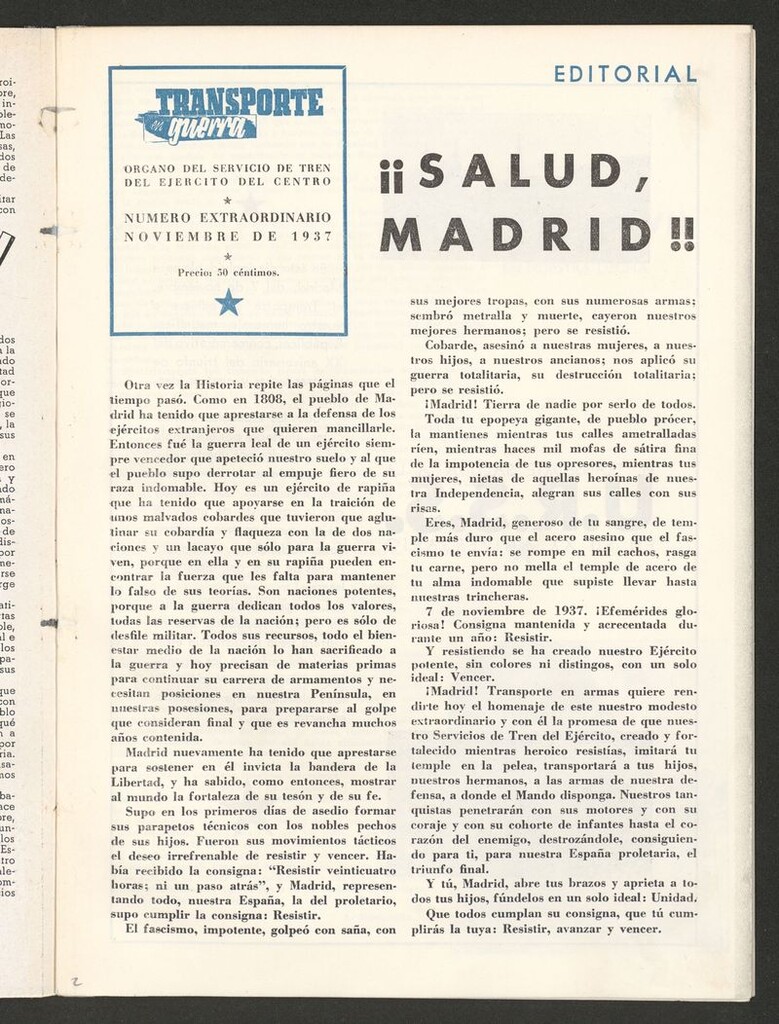 EDITORIAL
TRANSPORTE
en guerra
ORGANO DEL SERVICIO DE TREN
DEL EJERCITO DEL CENTRO
NUMERO EXTRAORDINARIO
NOVIEMBRE DE 1937
Precio: 50 céntimos.
¡¡SALUD,
MADRID!!
Otra vez la Historia repite las páginas que el
tiempo pasó. Como en 1808, el pueblo de Ma-
drid ha tenido que aprestarse a la defensa de los
ejércitos extranjeros que quieren mancillarle.
Entonces fué la guerra leal de un ejército siem-
pre vencedor que apeteció nuestro suelo y al que
el pueblo supo derrotar al empuje fiero de su
raza indomable. Hoy es un ejército de rapiña
que ha tenido que apoyarse en la traición de
unos malvados cobardes que tuvieron que aglu-
tinar su cobardía y flaqueza con la de dos na-
ciones y un lacayo que sólo para la guerra vi-
ven, porque en ella y en su rapiña pueden en-
contrar la fuerza que les falta para mantener
lo falso de sus teorías. Son naciones potentes,
porque a la guerra dedican todos los valores,
todas las reservas de la nación; pero es sólo de
desfile militar. Todos sus recursos, todo el bien-
estar medio de la nación lo han sacrificado a
la guerra y hoy precisan de materias primas
para continuar su carrera de armamentos y ne-
cesitan posiciones en nuestra Península, en
nuestras posesiones, para prepararse al golpe
que consideran final y que es revancha muchos
años contenida.
Madrid nuevamente ha tenido que aprestarse
para sostener en él invicta la bandera de la
Libertad, y ha sabido, como entonces, mostrar
al mundo la fortaleza de su tesón y de su fe.
Supo en los primeros días de asedio formar
sus parapetos técnicos con los nobles pechos
de sus hijos. Fueron sus movimientos tácticos
el deseo irrefrenable de resistir y vencer. Ha-
bía recibido la consigna: “Resistir veinticuatro
horas; ni un paso atrás”, y Madrid, represen-
tando todo, nuestra España, la del proletario,
supo cumplir la consigna: Resistir.
El fascismo, impotente, golpeó con saña, con
sus mejores tropas, con sus numerosas armas;
sembró metralla y muerte, cayeron nuestros
mejores hermanos; pero se resistió.
Cobarde, asesinó a nuestras mujeres, a nues-
tros hijos, a nuestros ancianos; nos aplicó su
guerra totalitaria, su destrucción totalitaria;
pero se resistió.
¡Madrid! Tierra de nadie por serlo de todos.
Toda tu epopeya gigante, de pueblo prócer,
la mantienes mientras tus calles ametralladas
ríen, mientras haces mil mofas de sátira fina
de la impotencia de tus opresores, mientras tus
mujeres, nietas de aquellas heroínas de nues-
tra Independencia, alegran sus calles con sus
risas.
Eres, Madrid, generoso de tu sangre, de tem-
ple más duro que el acero asesino que el fas-
cismo te envía: se rompe en mil cachos, rasga
tu carne, pero no mella el temple de acero de
tu alma indomable que supiste llevar hasta
nuestras trincheras.
7 de noviembre de 1937. ¡Efemérides glo-
riosa! Consigna mantenida y acrecentada du-
rante un año: Resistir.
Y resistiendo se ha creado nuestro Ejército
potente, sin colores ni distingos, con un solo
ideal: Vencer.
¡Madrid! Transporte en armas quiere ren-
dirte hoy el homenaje de este nuestro modesto
extraordinario y con él la promesa de que nues-
tro Servicios de Tren del Ejército, creado y for-
talecido mientras heroico resistías, imitará tu
temple en la pelea, transportará a tus hijos,
nuestros hermanos, a las armas de nuestra de-
fensa, a donde el Mando disponga. Nuestros tan-
quistas penetrarán con sus motores y con su
coraje y con su cohorte de infantes hasta el co-
razón del enemigo, destrozándole, consiguien-
do para ti, para nuestra España proletaria, el
triunfo final.
Y tú, Madrid, abre tus brazos y aprieta a to-
dos tus hijos, fúndelos en un solo ideal: Unidad.
Que todos cumplan su consigna, que tú cum-
plirás la tuya: Resistir, avanzar y vencer.
2